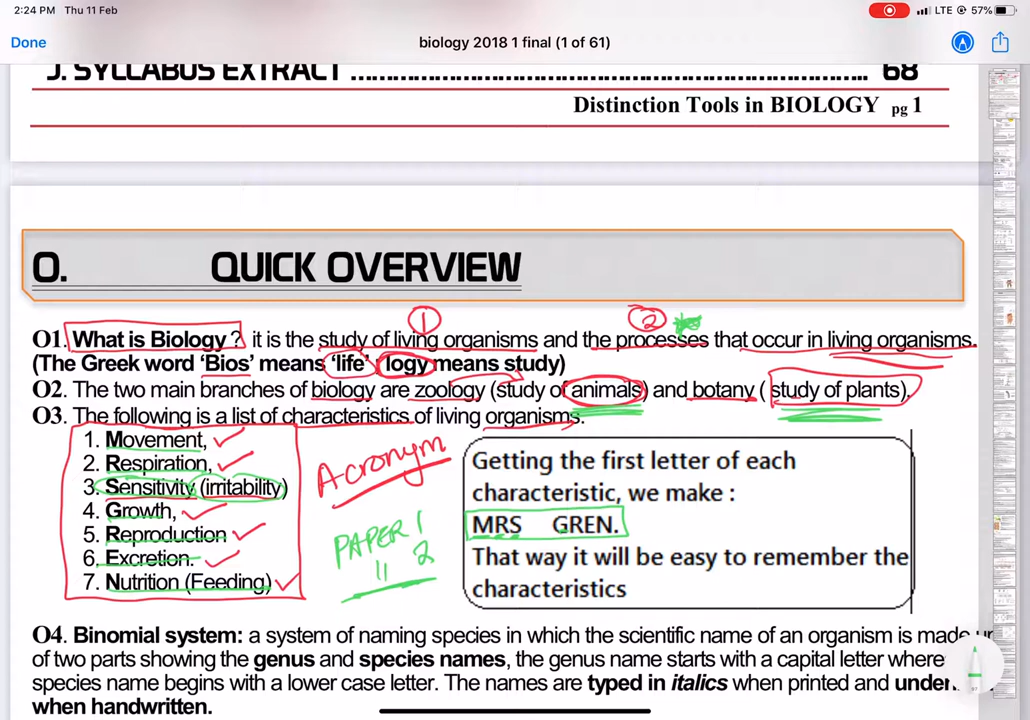 2:24 PM Thu 11 Feb LTE 57%
Done biology 2018 1 final (1 of 61)
J. SYLLABUS EXTRACT ............................................................ 68
Distinction Tools in BIOLOGY pg 1
O. QUICK OVERVIEW
1 2
O1. What is Biology ? it is the study of living organisms and the processes that occur in living organisms.
(The Greek word ‘Bios’ means ‘life’ ‘logy means study)
O2. The two main branches of biology are zoology (study of animals) and botany ( study of plants).
O3. The following is a list of characteristics of living organisms.
1. Movement,
2. Respiration,
3. Sensitivity (irritability)
4. Growth,
5. Reproduction
6. Excretion.
7. Nutrition (Feeding)
Acronym
PAPER 1
11 2
Getting the first letter of each
characteristic, we make :
MRS GREN.
That way it will be easy to remember the
characteristics
O4. Binomial system: a system of naming species in which the scientific name of an organism is made up
of two parts showing the genus and species names, the genus name starts with a capital letter where
species name begins with a lower case letter. The names are typed in italics when printed and under
when handwritten.